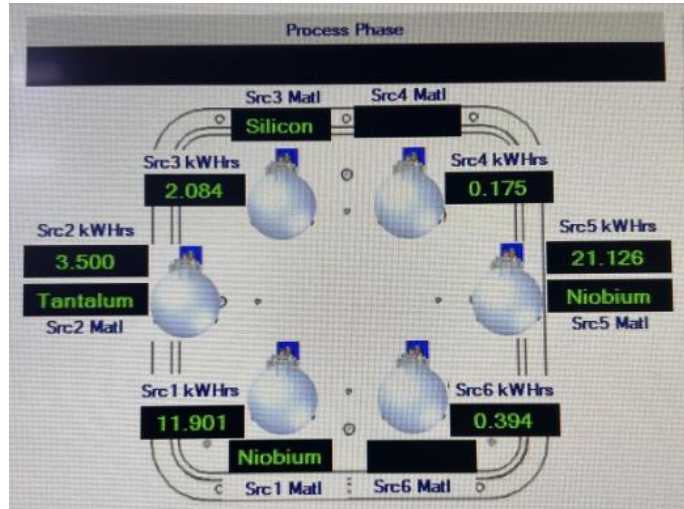 Process Phase
Src3 Matl Src4 Matl
Silicon
Src3 kWHrs Src4 kWHrs
2.084 0.175
Src2 kWHrs Src5 kWHrs
3.500 21.126
Tantalum Niobium
Src2 Matl Src5 Matl
Src1 kWHrs Src6 kWHrs
11.901 0.394
Niobium
Src1 Matl Src6 Matl